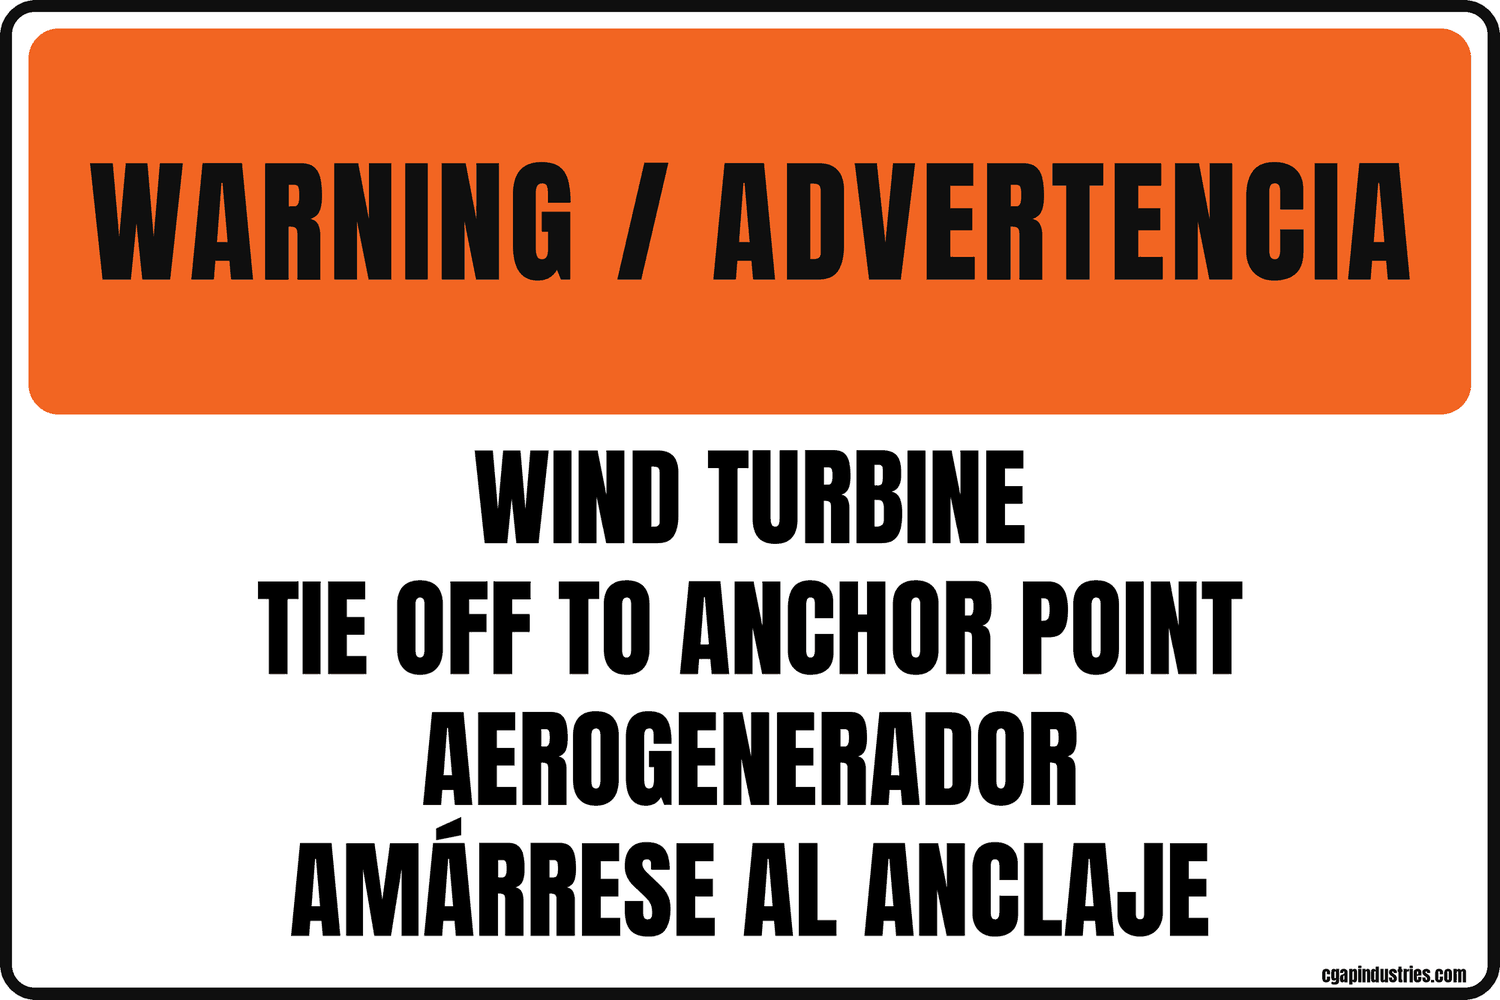 WARNING / ADVERTENCIA
WIND TURBINE
TIE OFF TO ANCHOR POINT
AEROGENERADOR
AMÁRRESE AL ANCLAJE
cgapindustries.com